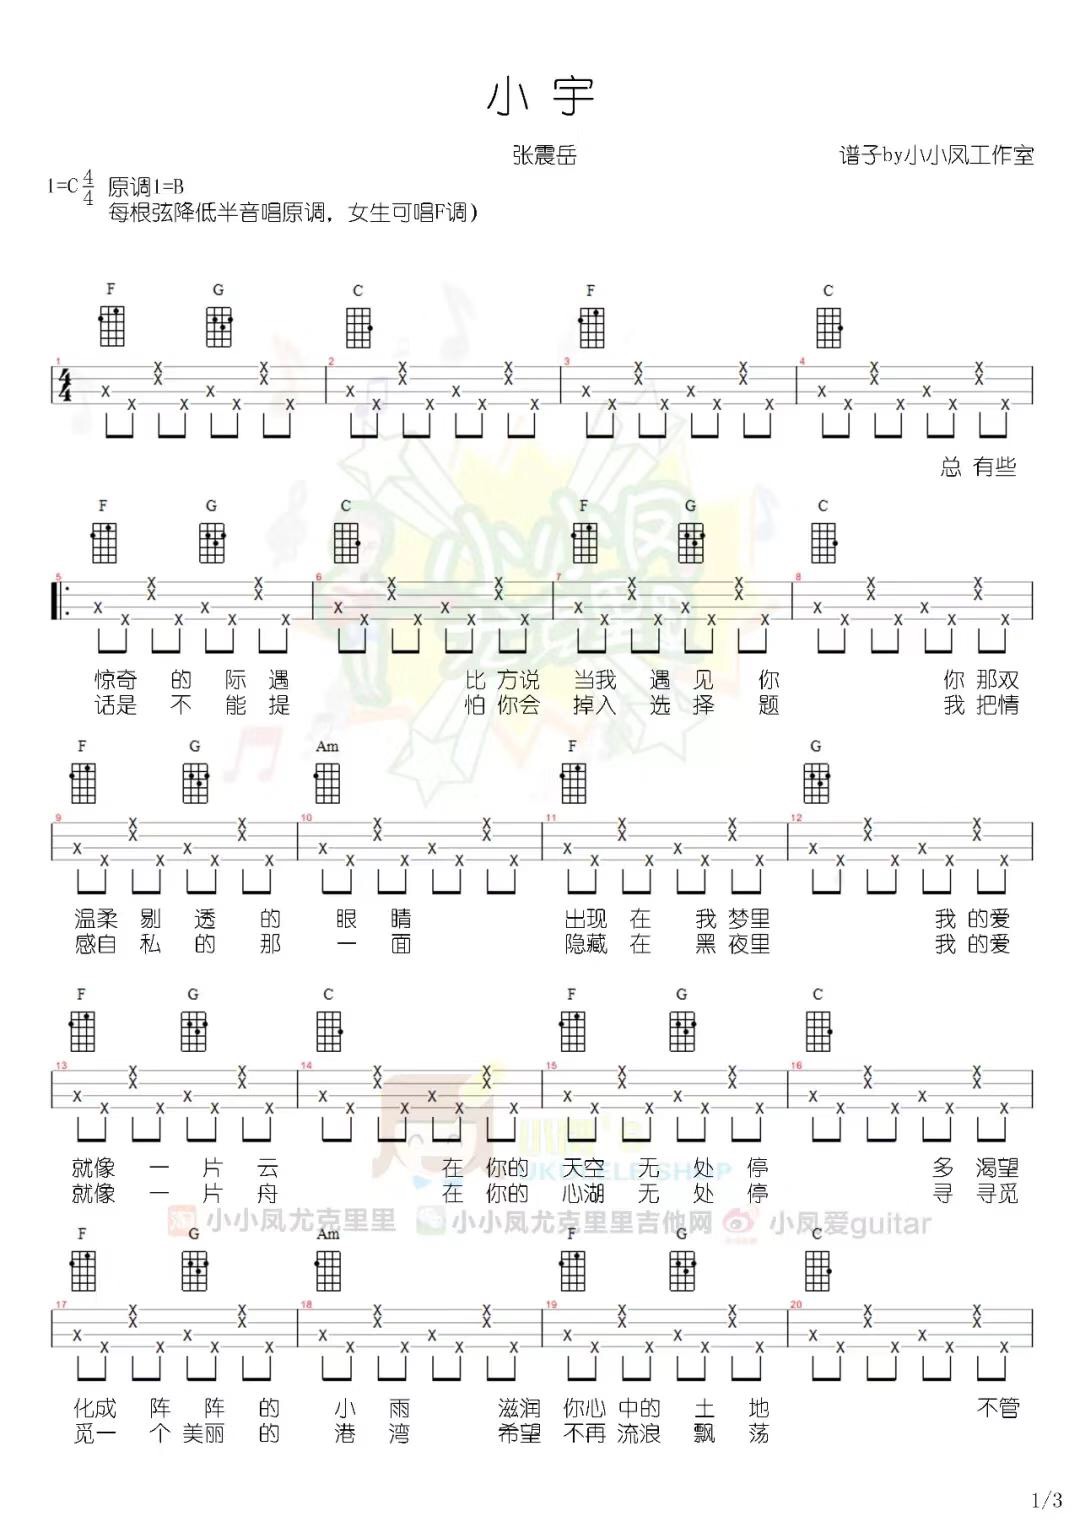 小 宇
张震岳 谱子by小小凤工作室
1=C 4/4 原调1=B
每根弦降低半音唱原调，女生可唱F调）
F G C F C
1 2 3 4
4/4
总 有些
F G C F G C
5 6 7 8
惊奇 的 际 遇 比 方说 当我 遇 见 你 你 那双
话是 不 能 提 怕 你会 掉入 选 择 题 我 把情
F G Am F G
9 10 11 12
温柔 剔 透 的 眼 睛 出现 在 我 梦里 我 的爱
感自 私 的 那 一 面 隐藏 在 黑 夜里 我 的爱
F G C F G C
13 14 15 16
就像 一 片 云 在 你的 天空 无 处 停 多 渴望
就像 一 片 舟 在 你的 心湖 无 处 停 寻 寻觅
UKULELE SHOP
淘 小小凤尤克里里 小小凤尤克里里吉他网 小凤爱guitar
F G Am F G C
17 18 19 20
化成 阵 阵 的 小 雨 滋润 你心 中的 土 地 不管
觅一 个 美丽 的 港 湾 希望 不再 流浪 飘 荡
1/3